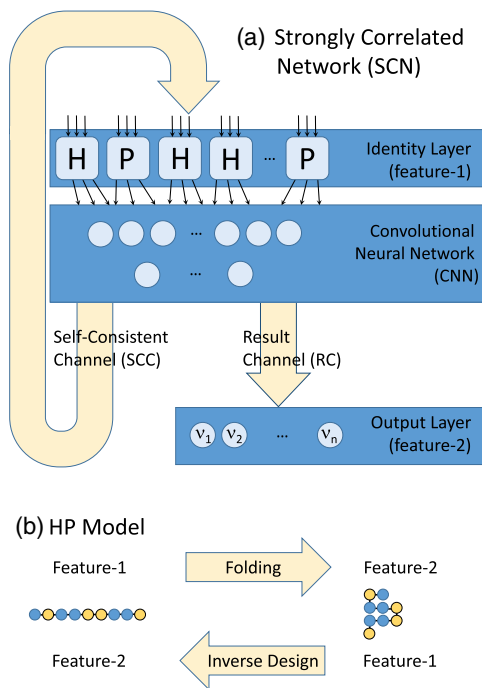 (a) Strongly Correlated
Network (SCN)
H P H H ... P
Identity Layer
(feature-1)
...
...
Convolutional
Neural Network
(CNN)
Self-Consistent
Channel (SCC)
Result
Channel (RC)
ν1 ν2 ... νn
Output Layer
(feature-2)
(b) HP Model
Feature-1 Folding Feature-2
Feature-2 Inverse Design Feature-1